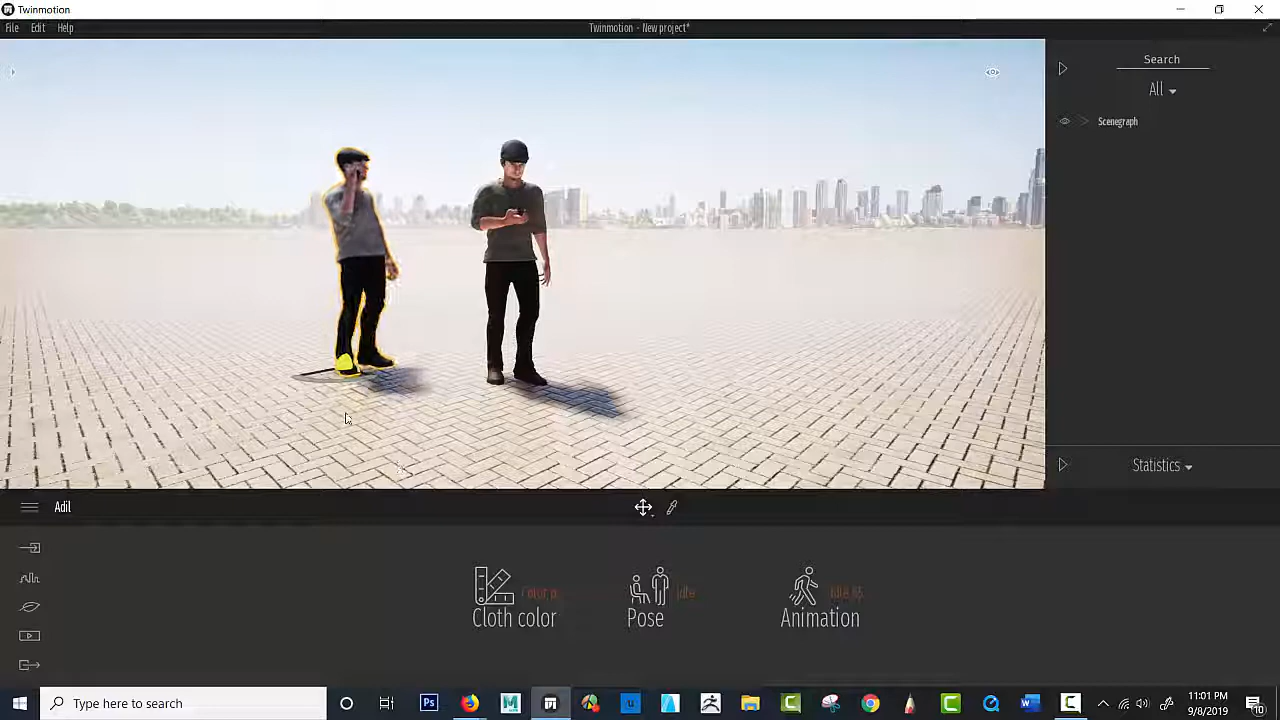 Twinmotion
File Edit Help
Twinmotion - New project*
Search
All
Scenegraph
Statistics
Adil
Cloth color
Pose
Idle
Animation
Type here to search
11:01 PM
9/8/2019